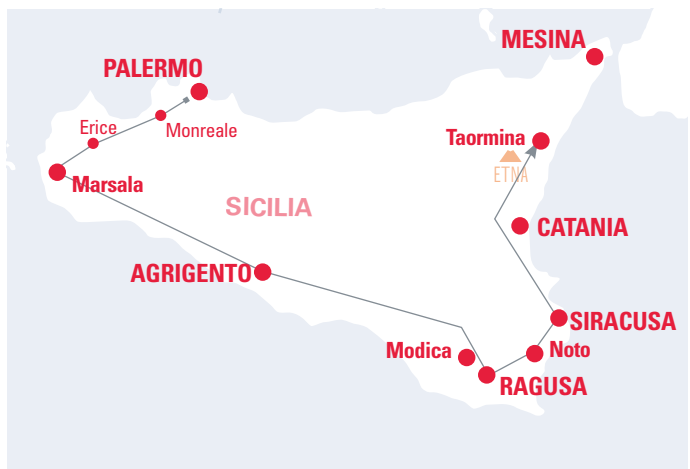 MESINA
PALERMO
Erice
Monreale
Taormina
ETNA
Marsala
SICILIA
CATANIA
AGRIGENTO
SIRACUSA
Modica
Noto
RAGUSA